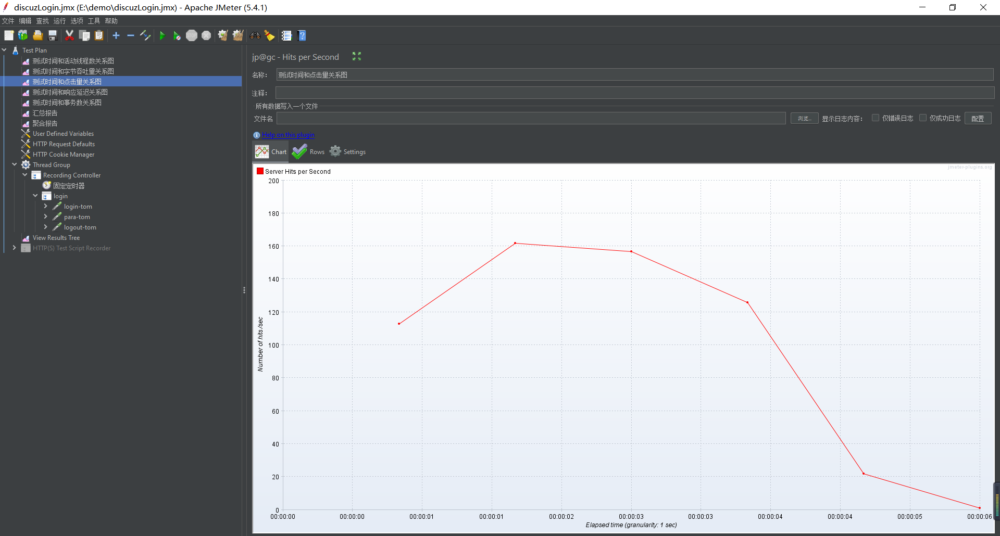 discuzLogin.jmx (E:\demo\discuzLogin.jmx) - Apache JMeter (5.4.1)
文件 编辑 查找 运行 选项 工具 帮助
Test Plan
测试时间和活动线程数关系图
测试时间和字节吞吐量关系图
测试时间和点击量关系图
测试时间和响应延迟关系图
测试时间和事务数关系图
汇总报告
聚合报告
User Defined Variables
HTTP Request Defaults
HTTP Cookie Manager
Thread Group
Recording Controller
固定定时器
login
login-tom
para-tom
logout-tom
View Results Tree
HTTP(S) Test Script Recorder
jp@gc - Hits per Second
名称： 测试时间和点击量关系图
注释：
所有数据写入一个文件
文件名 浏览... 显示日志内容： 仅错误日志 仅成功日志 配置
Help on this plugin
Chart Rows Settings
Server Hits per Second
jmeter-plugins.org
200
180
160
140
120
100
80
60
40
20
0
Number of hits /sec
00:00:00 00:00:00 00:00:01 00:00:01 00:00:02 00:00:03 00:00:03 00:00:04 00:00:04 00:00:05 00:00:06
Elapsed time (granularity: 1 sec)